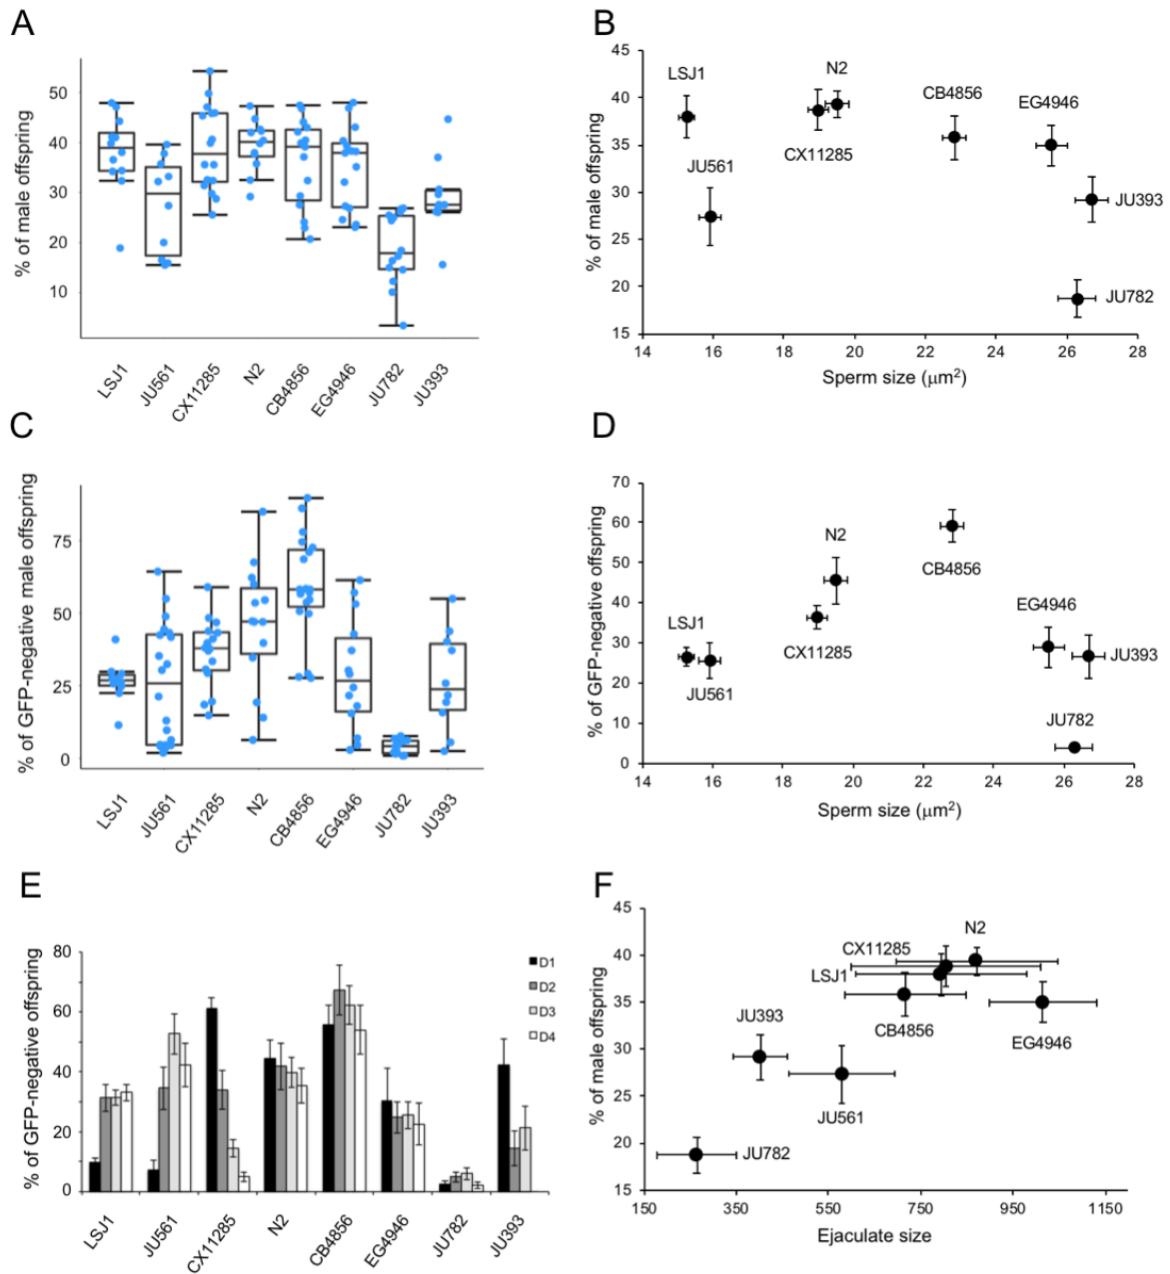 A
% of male offspring
50
40
30
20
10
LSJ1
JU561
CX11285
N2
CB4856
EG4946
JU782
JU393
B
% of male offspring
45
40
35
30
25
20
15
LSJ1
N2
CB4856
EG4946
CX11285
JU561
JU393
JU782
14
16
18
20
22
24
26
28
Sperm size (μm²)
C
% of GFP-negative male offspring
75
50
25
0
LSJ1
JU561
CX11285
N2
CB4856
EG4946
JU782
JU393
D
% of GFP-negative offspring
70
60
50
40
30
20
10
0
N2
CB4856
LSJ1
EG4946
CX11285
JU393
JU561
JU782
14
16
18
20
22
24
26
28
Sperm size (μm²)
E
% of GFP-negative offspring
80
60
40
20
0
D1
D2
D3
D4
LSJ1
JU561
CX11285
N2
CB4856
EG4946
JU782
JU393
F
% of male offspring
45
40
35
30
25
20
15
N2
CX11285
LSJ1
CB4856
EG4946
JU393
JU561
JU782
150
350
550
750
950
1150
Ejaculate size